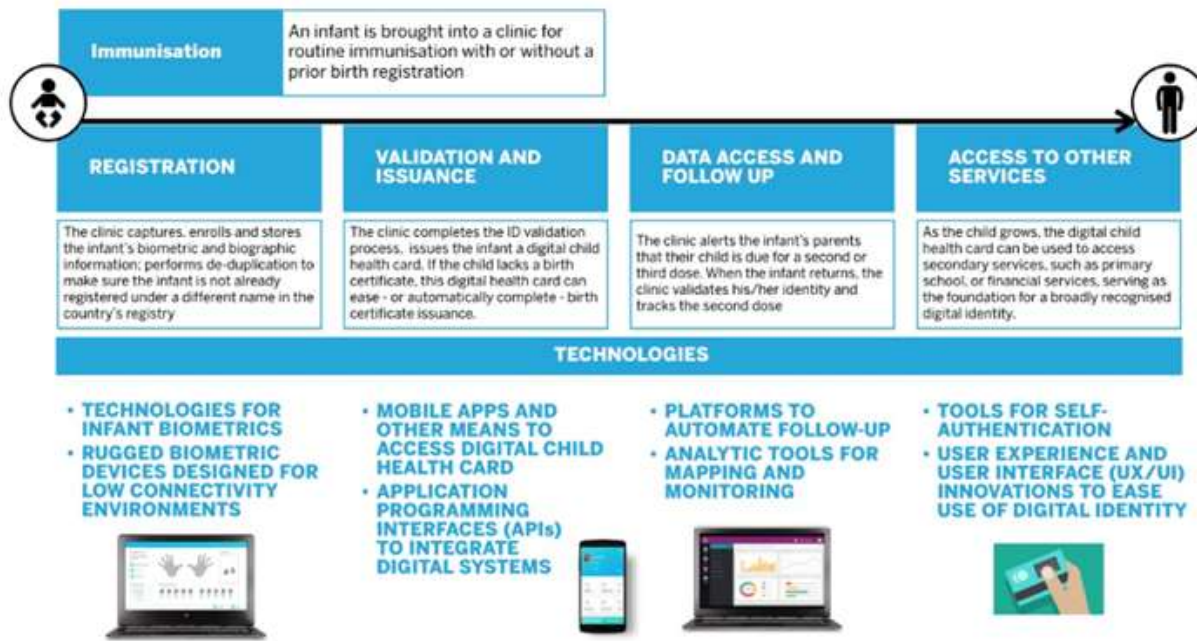 Immunisation
An infant is brought into a clinic for
routine immunisation with or without a
prior birth registration
REGISTRATION
The clinic captures, enrolls and stores
the infant's biometric and biographic
information; performs de-duplication to
make sure the infant is not already
registered under a different name in the
country's registry
VALIDATION AND
ISSUANCE
The clinic completes the ID validation
process, issues the infant a digital child
health card. If the child lacks a birth
certificate, this digital health card can
ease - or automatically complete - birth
certificate issuance.
DATA ACCESS AND
FOLLOW UP
The clinic alerts the infant's parents
that their child is due for a second or
third dose. When the infant returns, the
clinic validates his/her identity and
tracks the second dose
ACCESS TO OTHER
SERVICES
As the child grows, the digital child
health card can be used to access
secondary services, such as primary
school, or financial services, serving as
the foundation for a broadly recognised
digital identity.
TECHNOLOGIES
• TECHNOLOGIES FOR
INFANT BIOMETRICS
• RUGGED BIOMETRIC
DEVICES DESIGNED FOR
LOW CONNECTIVITY
ENVIRONMENTS
• MOBILE APPS AND
OTHER MEANS TO
ACCESS DIGITAL CHILD
HEALTH CARD
• APPLICATION
PROGRAMMING
INTERFACES (APIs)
TO INTEGRATE
DIGITAL SYSTEMS
• PLATFORMS TO
AUTOMATE FOLLOW-UP
• ANALYTIC TOOLS FOR
MAPPING AND
MONITORING
• TOOLS FOR SELF-
AUTHENTICATION
• USER EXPERIENCE AND
USER INTERFACE (UX/UI)
INNOVATIONS TO EASE
USE OF DIGITAL IDENTITY